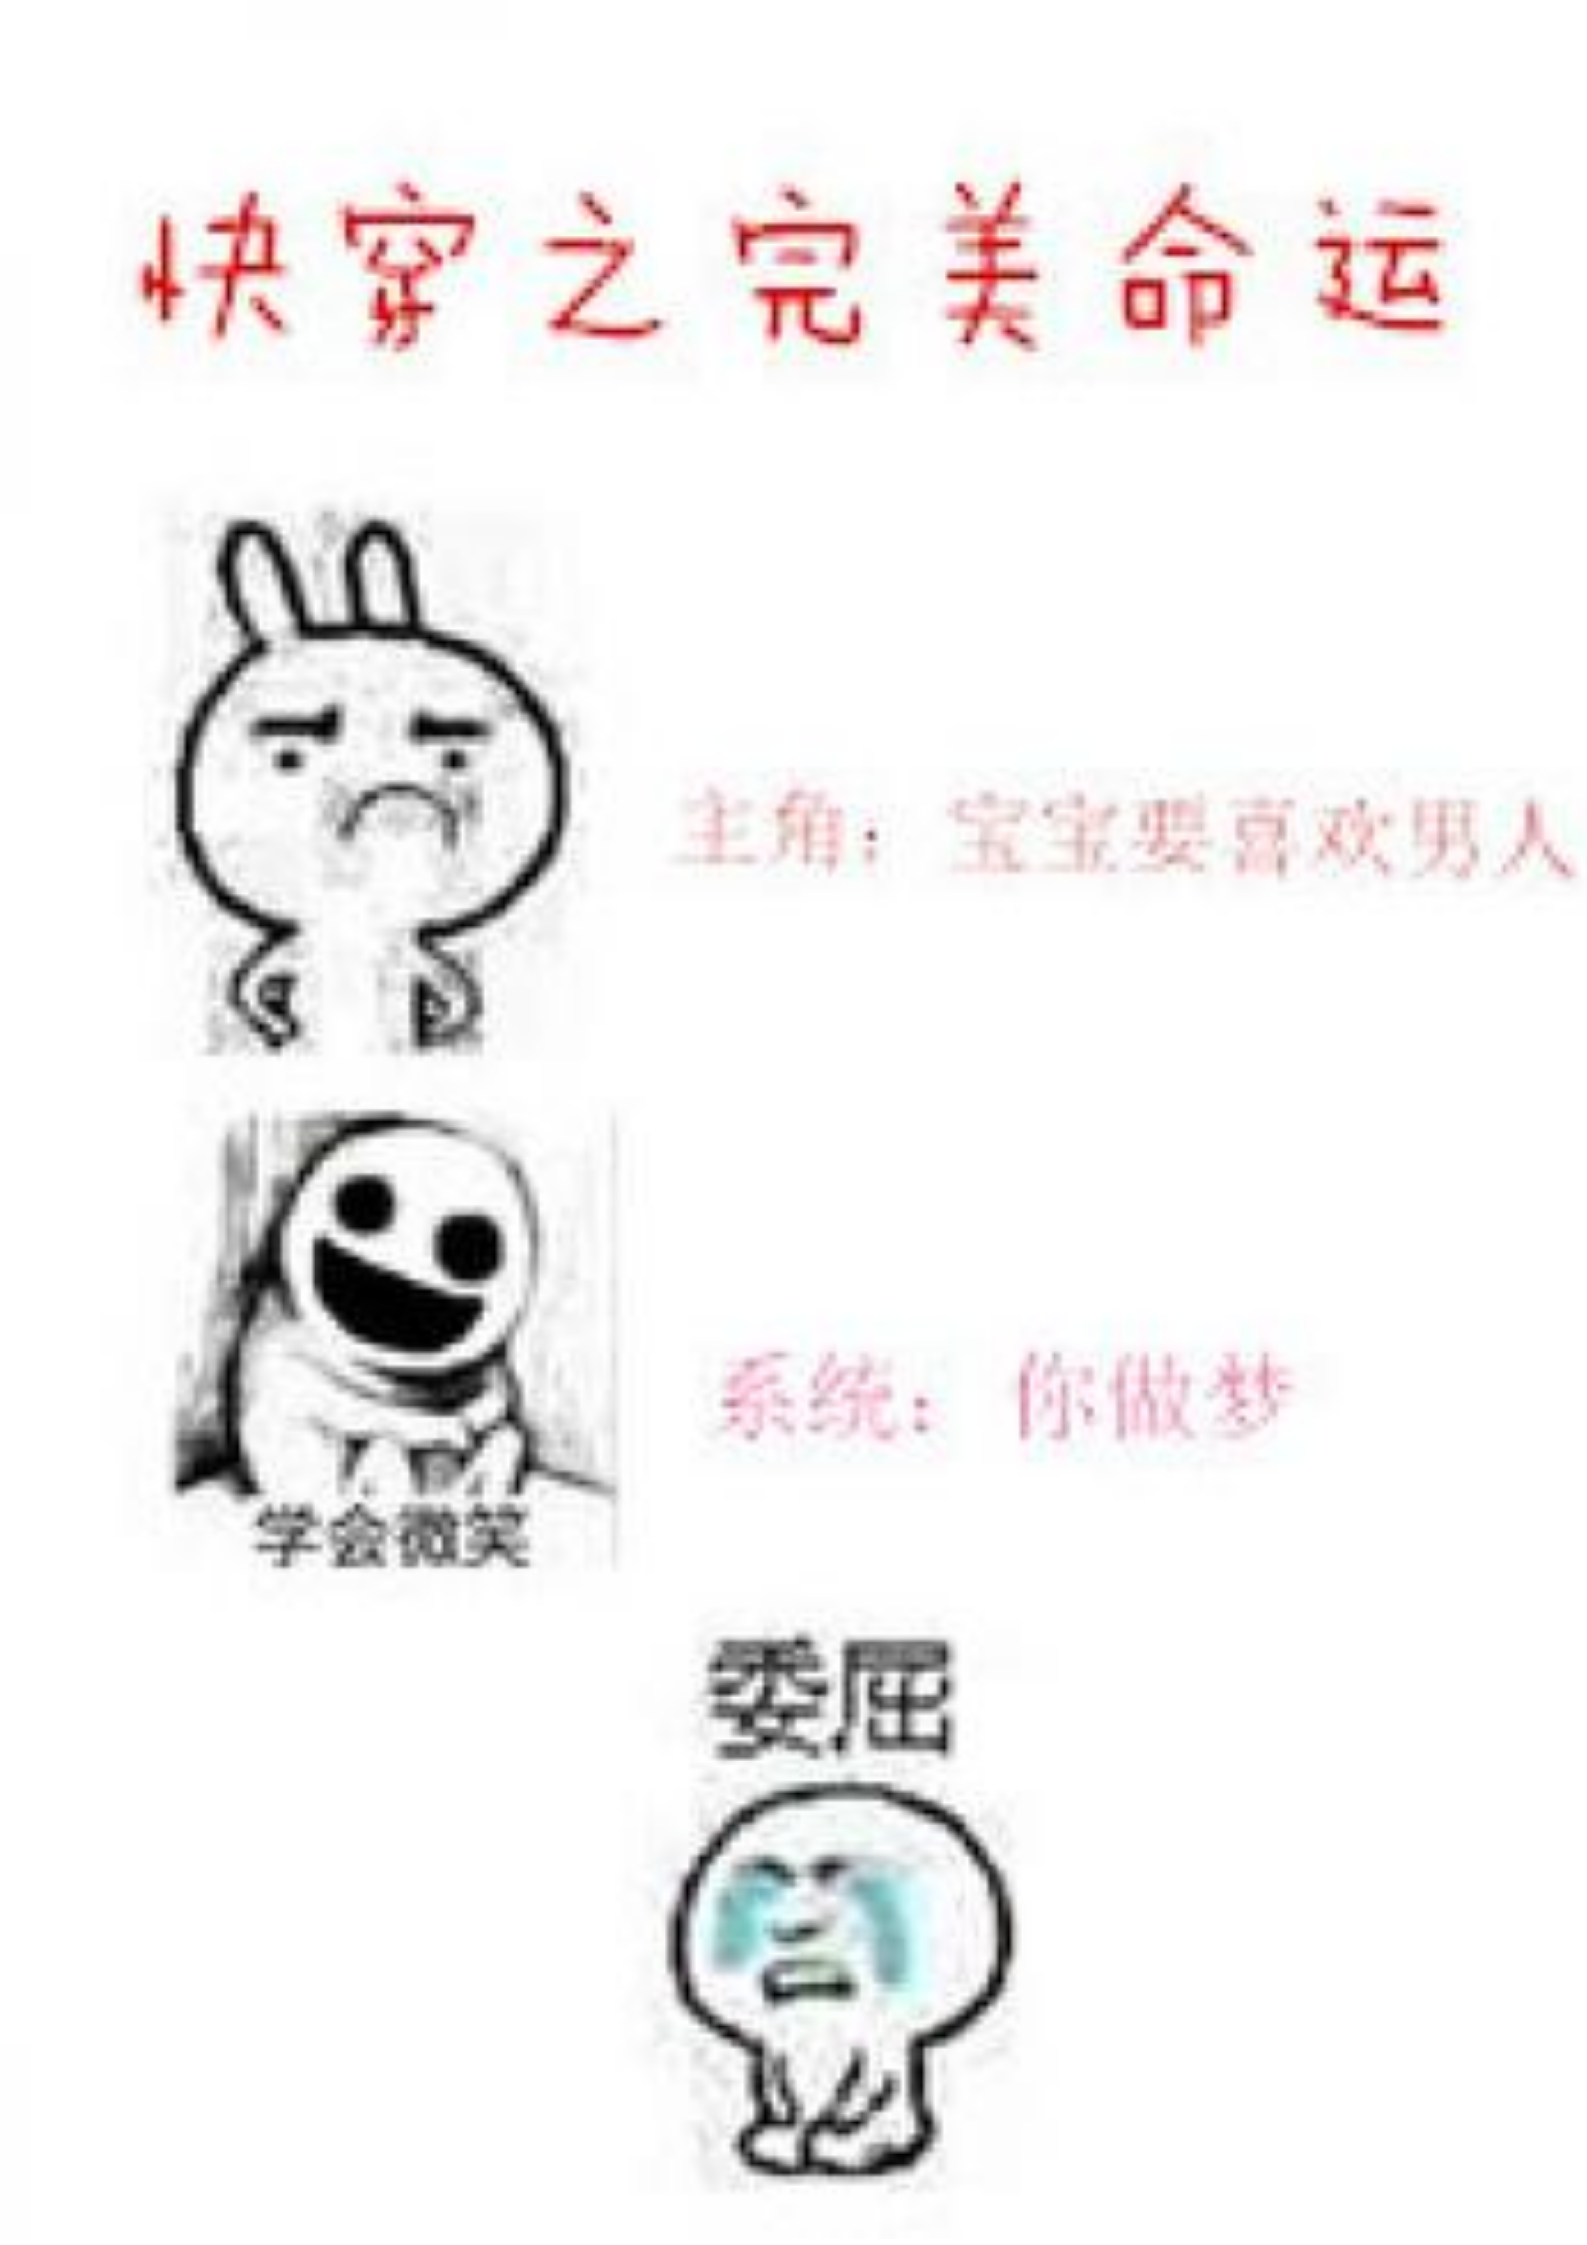 快穿之完美命运
主角：宝宝要喜欢男人
系统：你做梦
学会微笑
委屈